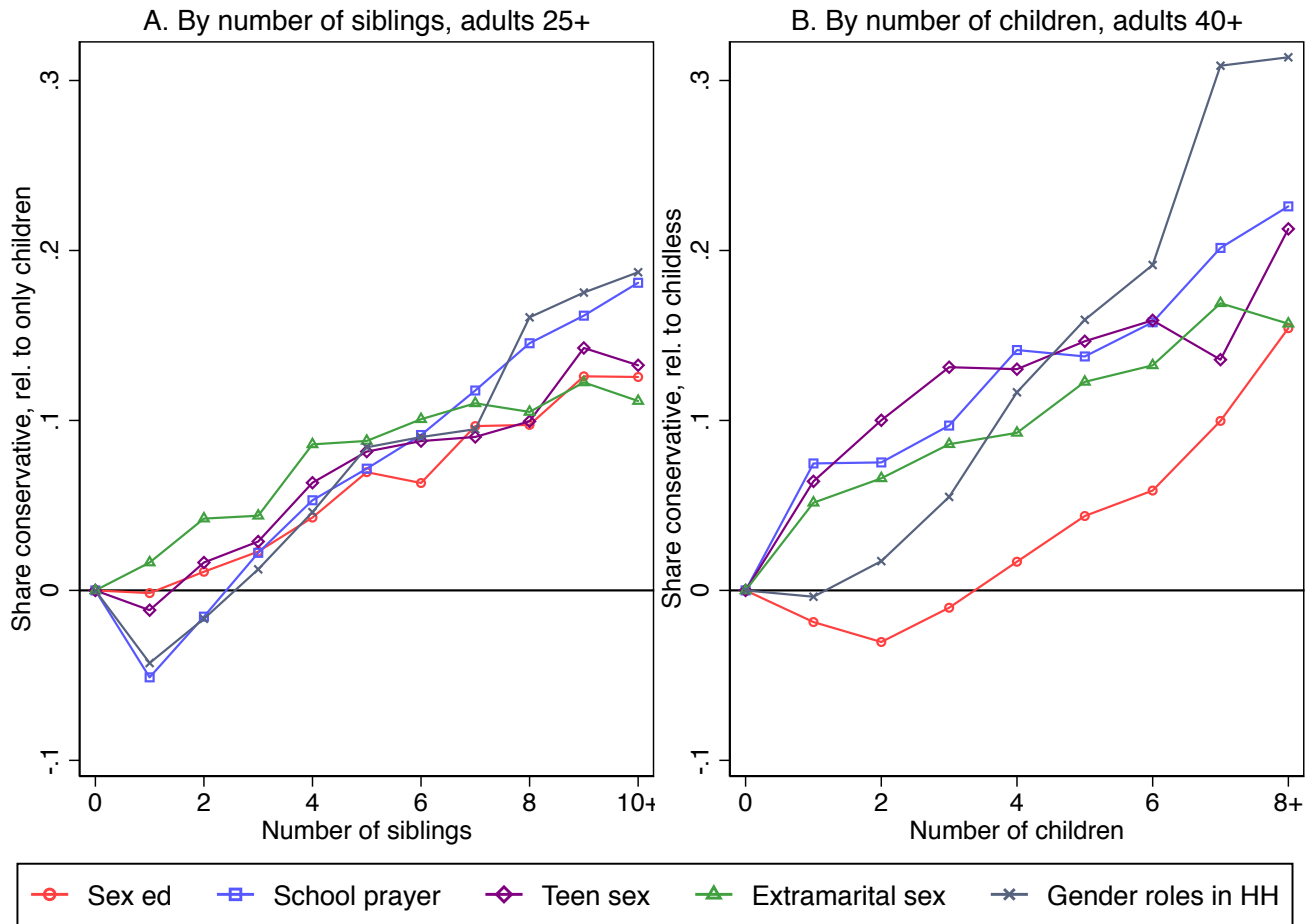 A. By number of siblings, adults 25+
Share conservative, rel. to only children
.3
.2
.1
0
-.1
0 2 4 6 8 10+
Number of siblings
B. By number of children, adults 40+
Share conservative, rel. to childless
.3
.2
.1
0
-.1
0 2 4 6 8+
Number of children
Sex ed School prayer Teen sex Extramarital sex Gender roles in HH